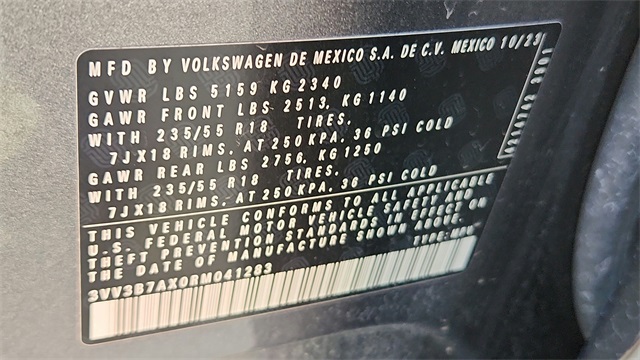 MFD BY VOLKSWAGEN DE MEXICO S.A. DE C.V. MEXICO 10/23
GVWR LBS 5159 KG 2340
GAWR FRONT LBS 2513, KG 1140
WITH 235/55 R18 TIRES,
7JX18 RIMS, AT 250 KPA, 36 PSI COLD
GAWR REAR LBS 2756, KG 1250
WITH 235/55 R18 TIRES,
7JX18 RIMS, AT 250 KPA, 36 PSI COLD
THIS VEHICLE CONFORMS TO ALL APPLICABLE
U.S. FEDERAL MOTOR VEHICLE SAFETY AND
THEFT PREVENTION STANDARDS IN EFFECT ON
THE DATE OF MANUFACTURE SHOWN ABOVE.
TYPE: MPV
3VV3B7AX0RM041283